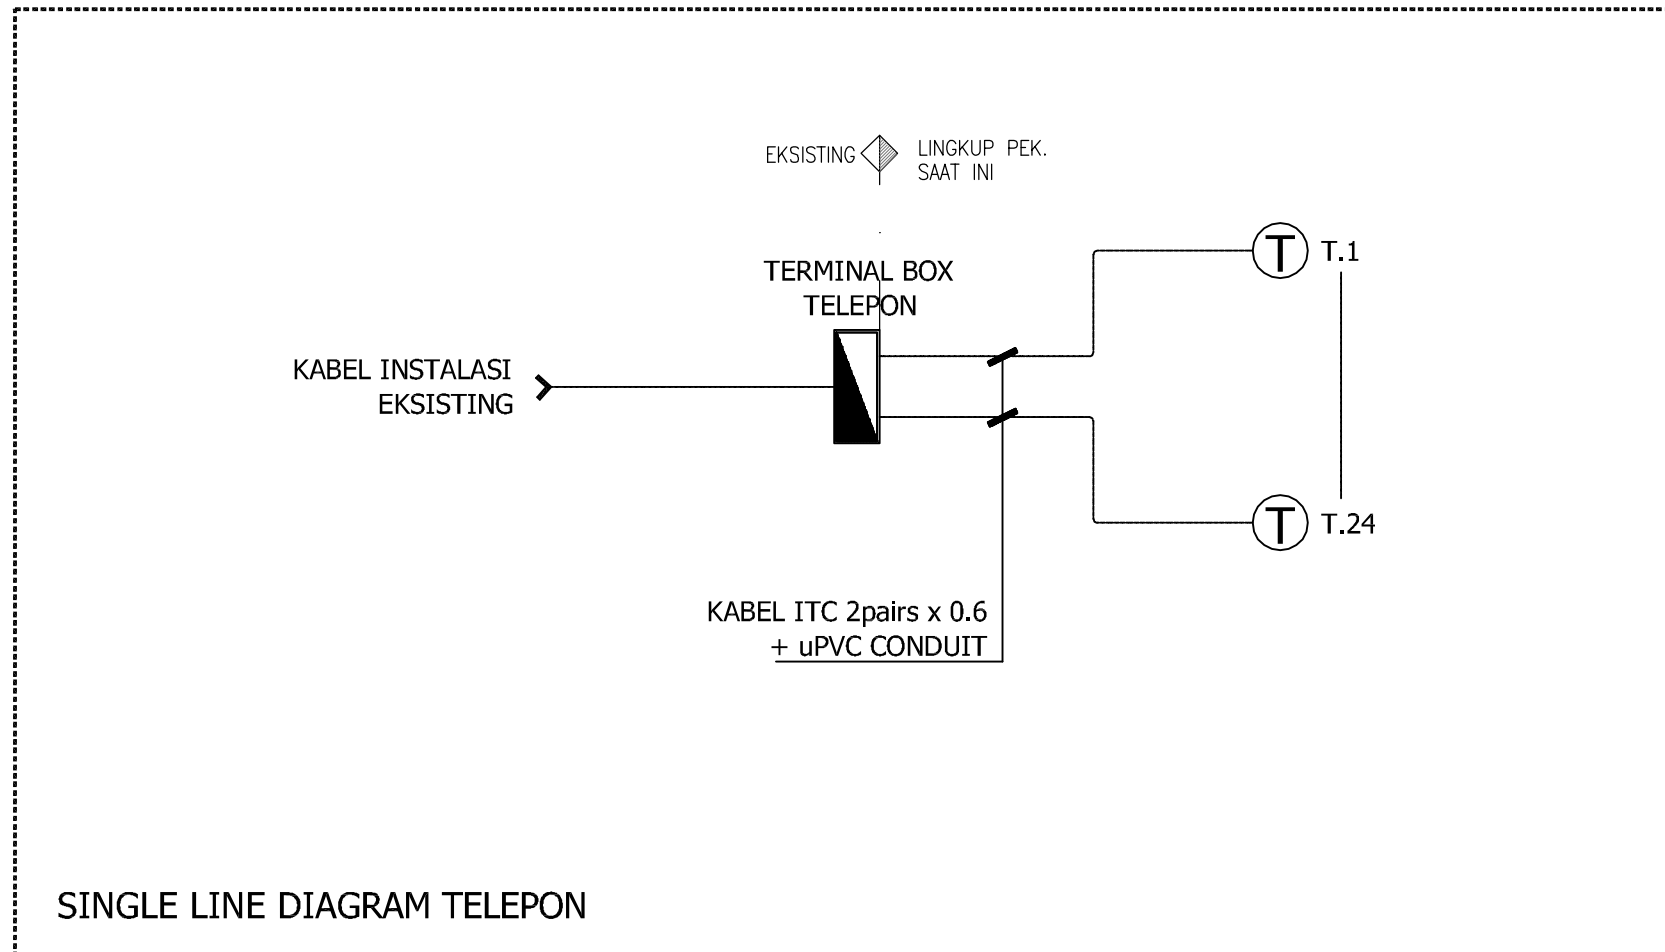 EKSISTING
LINGKUP PEK.
SAAT INI
TERMINAL BOX
TELEPON
KABEL INSTALASI
EKSISTING
T T.1
T T.24
KABEL ITC 2pairs x 0.6
+ uPVC CONDUIT
SINGLE LINE DIAGRAM TELEPON